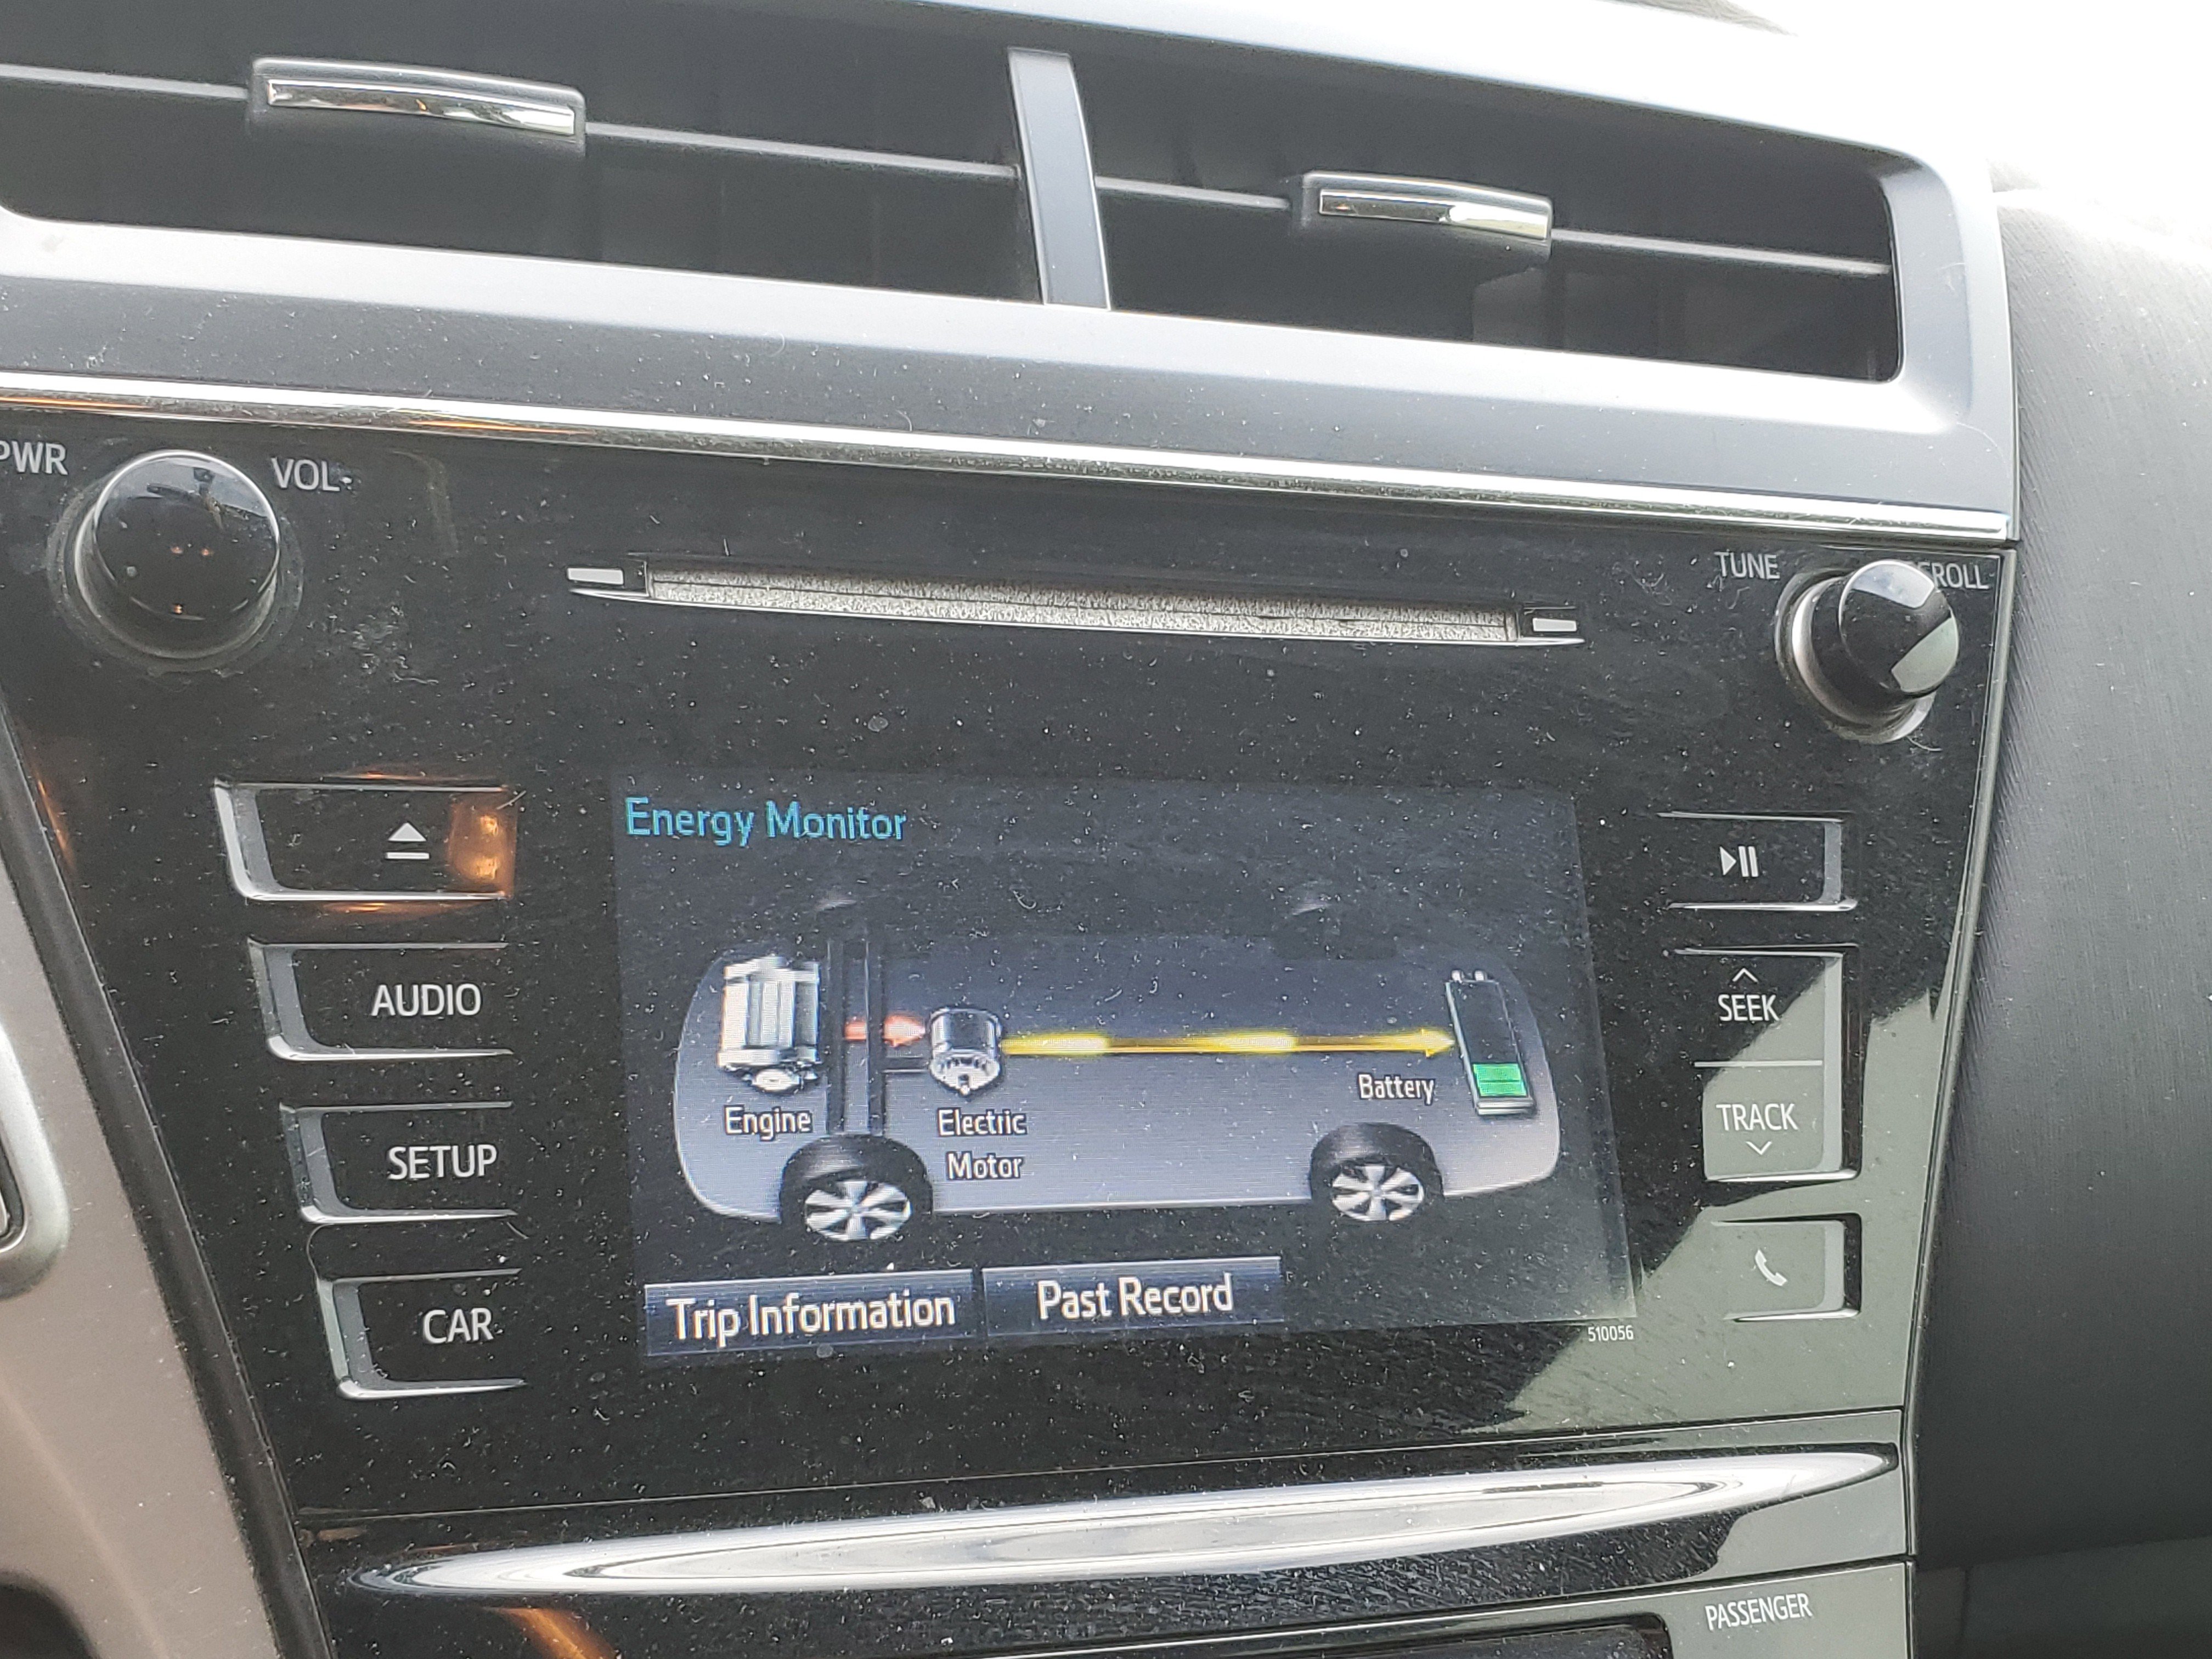 PWR
VOL
TUNE
SCROLL
Energy Monitor
AUDIO
SEEK
Battery
TRACK
Engine
Electric
Motor
SETUP
Trip Information
Past Record
CAR
510056
PASSENGER